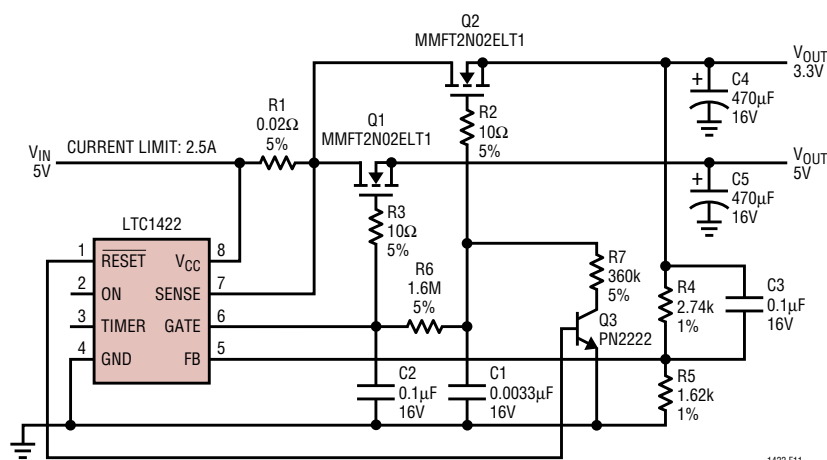 Q2
MMFT2N02ELT1
VOUT
3.3V
+
C4
470µF
16V
R1
0.02Ω
5%
Q1
MMFT2N02ELT1
R2
10Ω
5%
VIN
5V
CURRENT LIMIT: 2.5A
VOUT
5V
+
C5
470µF
16V
LTC1422
R3
10Ω
5%
1
RESET
VCC
8
2
ON
SENSE
7
3
TIMER
GATE
6
4
GND
FB
5
R6
1.6M
5%
R7
360k
5%
Q3
PN2222
R4
2.74k
1%
C3
0.1µF
16V
C2
0.1µF
16V
C1
0.0033µF
16V
R5
1.62k
1%